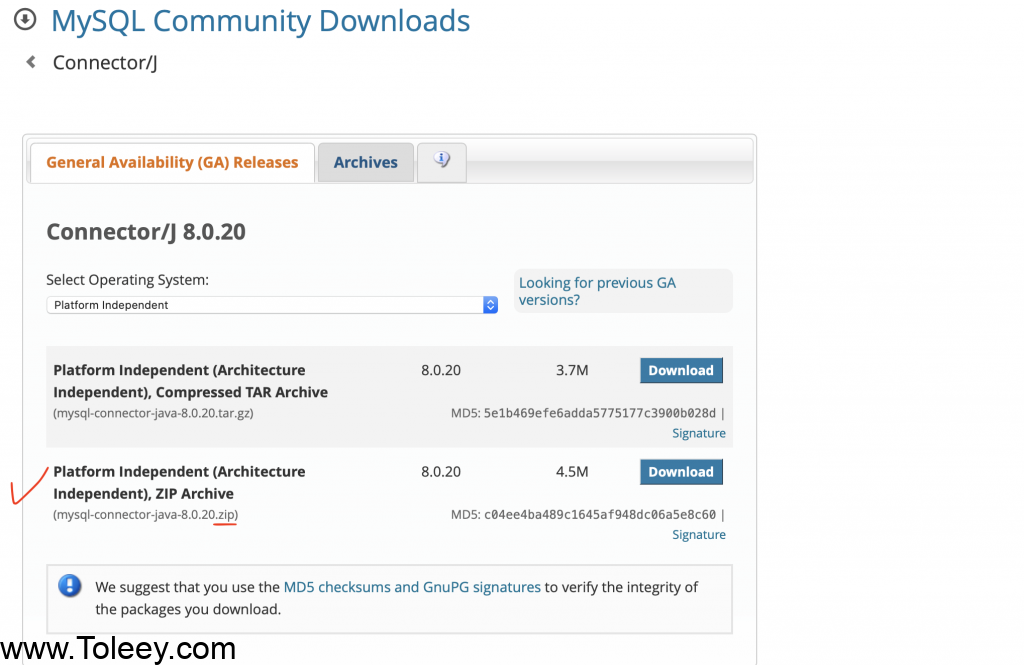 MySQL Community Downloads
Connector/J
General Availability (GA) Releases Archives
Connector/J 8.0.20
Select Operating System:
Platform Independent
Looking for previous GA
versions?
Platform Independent (Architecture
Independent), Compressed TAR Archive
8.0.20 3.7M Download
(mysql-connector-java-8.0.20.tar.gz)
MD5: 5e1b469efe6adda5775177c3900b028d |
Signature
Platform Independent (Architecture
Independent), ZIP Archive
8.0.20 4.5M Download
(mysql-connector-java-8.0.20.zip)
MD5: c04ee4ba489c1645af948dc06a5e8c60 |
Signature
We suggest that you use the MD5 checksums and GnuPG signatures to verify the integrity of
the packages you download.
www.Toleey.com